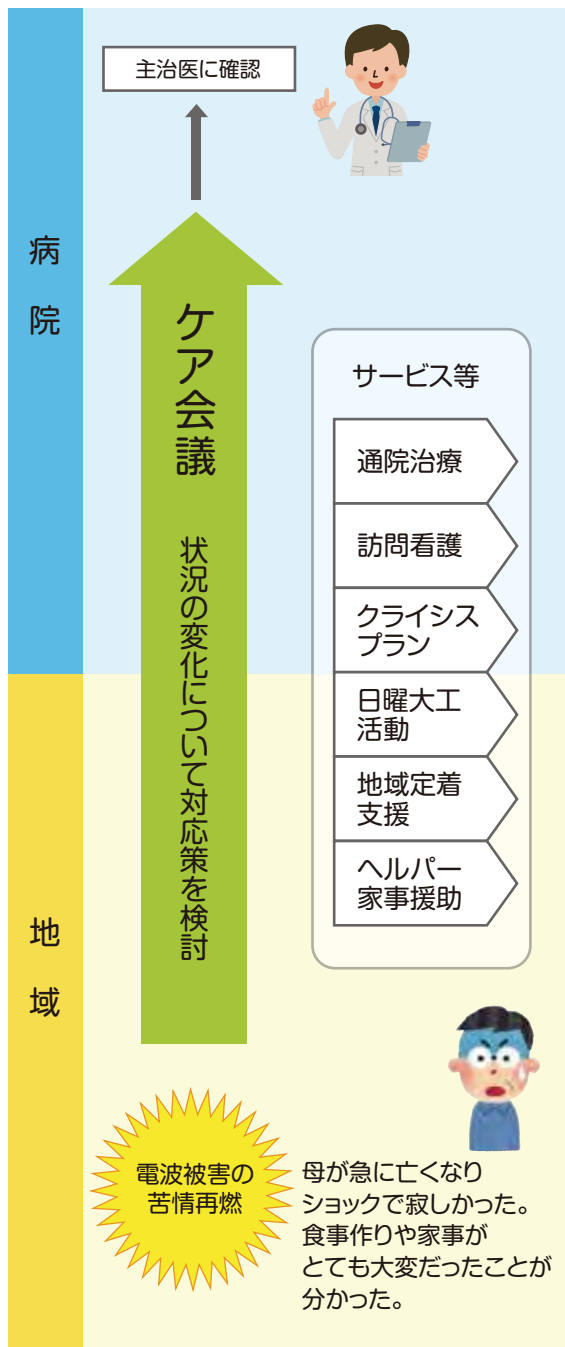 主治医に確認
病院
ケア会議
状況の変化について対応策を検討
サービス等
通院治療
訪問看護
クライシス
プラン
日曜大工
活動
地域定着
支援
ヘルパー
家事援助
地域
電波被害の
苦情再燃
母が急に亡くなり
ショックで寂しかった。
食事作りや家事が
とても大変だったことが
分かった。